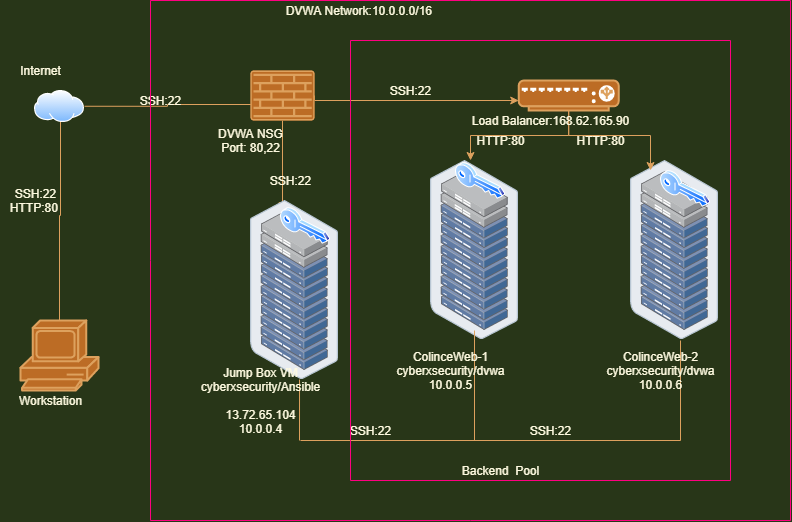 DVWA Network:10.0.0.0/16
Internet
SSH:22
SSH:22
Load Balancer:168.62.165.90
DVWA NSG
Port: 80,22
HTTP:80
HTTP:80
SSH:22
SSH:22
HTTP:80
Jump Box VM
cyberxsecurity/Ansible
13.72.65.104
10.0.0.4
ColinceWeb-1
cyberxsecurity/dvwa
10.0.0.5
ColinceWeb-2
cyberxsecurity/dvwa
10.0.0.6
Workstation
SSH:22
SSH:22
Backend Pool